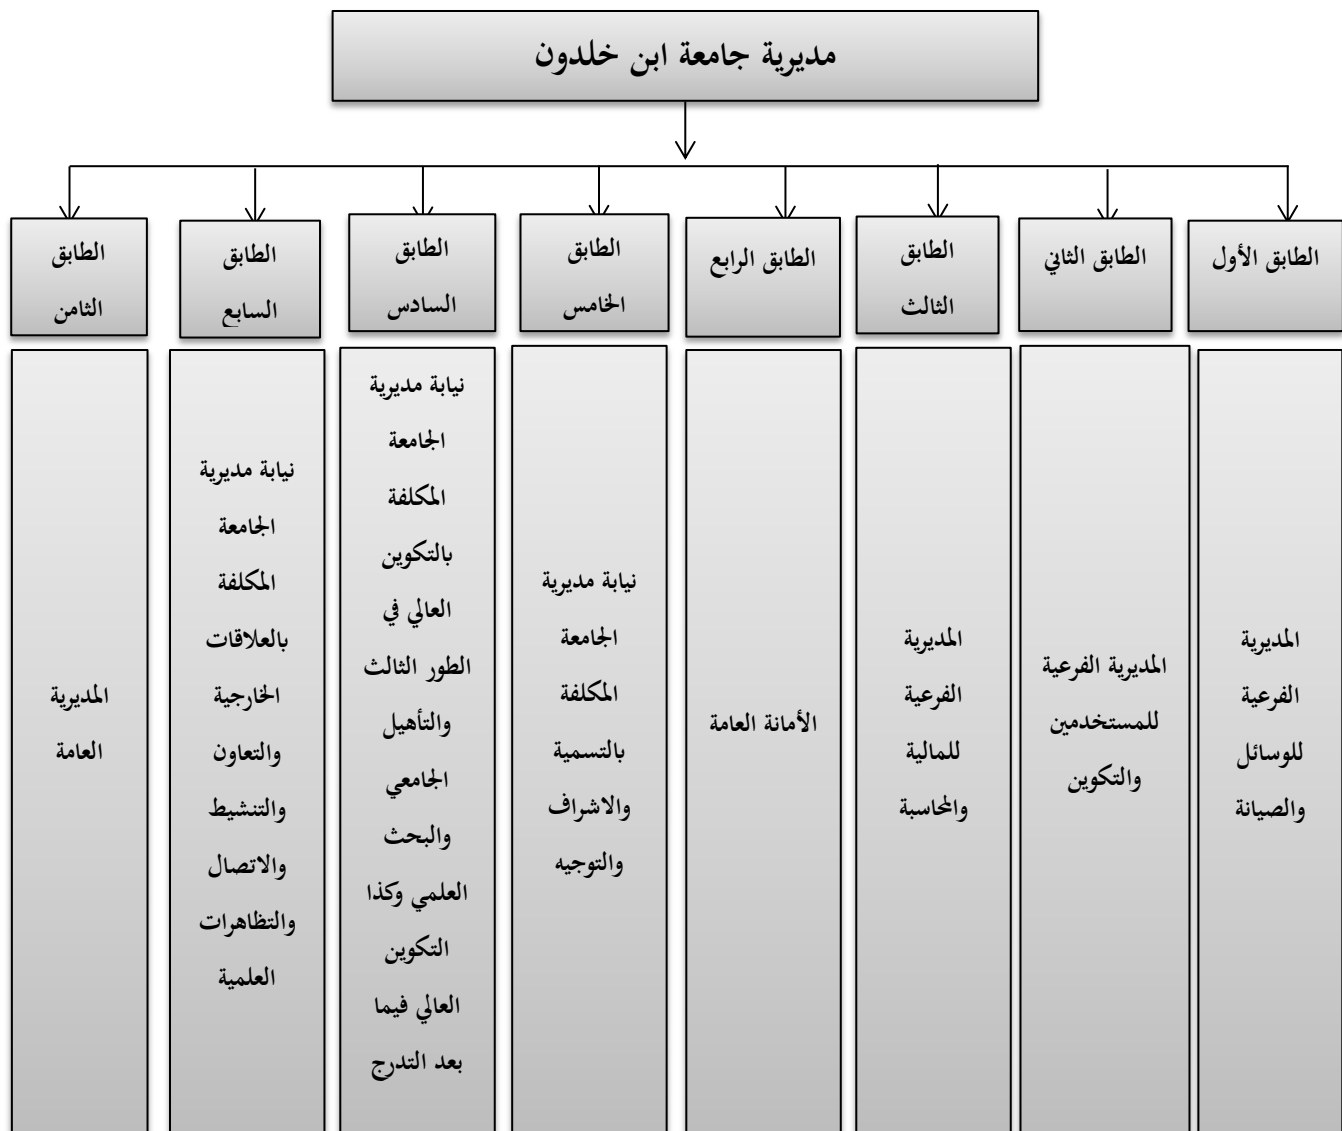 مديرية جامعة ابن خلدون
الطابق الأول
الطابق الثاني
الطابق
الثالث
الطابق الرابع
الطابق
الخامس
الطابق
السادس
الطابق
السابع
الطابق
الثامن
المديرية
الفرعية
للوسائل
والصيانة
المديرية الفرعية
للمستخدمين
والتكوين
المديرية
الفرعية
للمالية
والمحاسبة
الأمانة العامة
نيابة مديرية
الجامعة
المكلفة
بالتسمية
والاشراف
والتوجيه
نيابة مديرية
الجامعة
المكلفة
بالتكوين
العالي في
الطور الثالث
والتأهيل
الجامعي
والبحث
العلمي وكذا
التكوين
العالي فيما
بعد التدرج
نيابة مديرية
الجامعة
المكلفة
بالعلاقات
الخارجية
والتعاون
والتنشيط
والاتصال
والتظاهرات
العلمية
المديرية
العامة